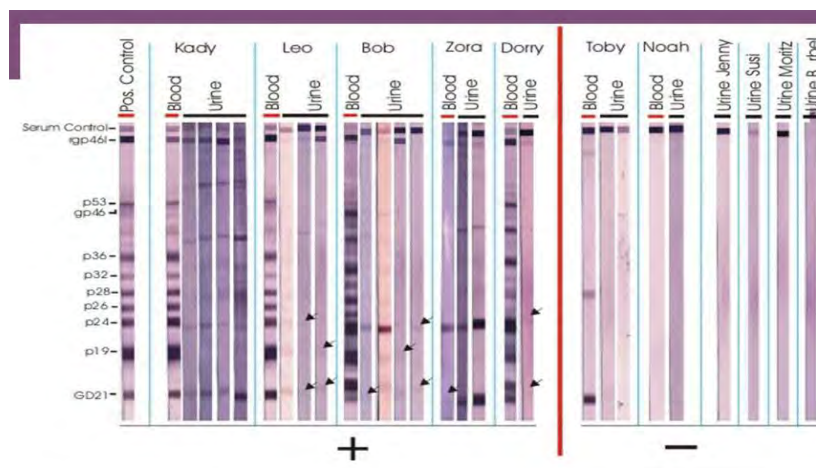 Kady Leo Bob Zora Dorry Toby Noah
Pos. Control Blood Urine Blood Urine Blood Urine Blood Urine Blood Urine Blood Urine Blood Urine Urine Jenny Urine Susi Urine Moritz Urine
Serum Control
rgp46I
p53
gp46
p36
p32
p28
p26
p24
p19
GD21
+ —